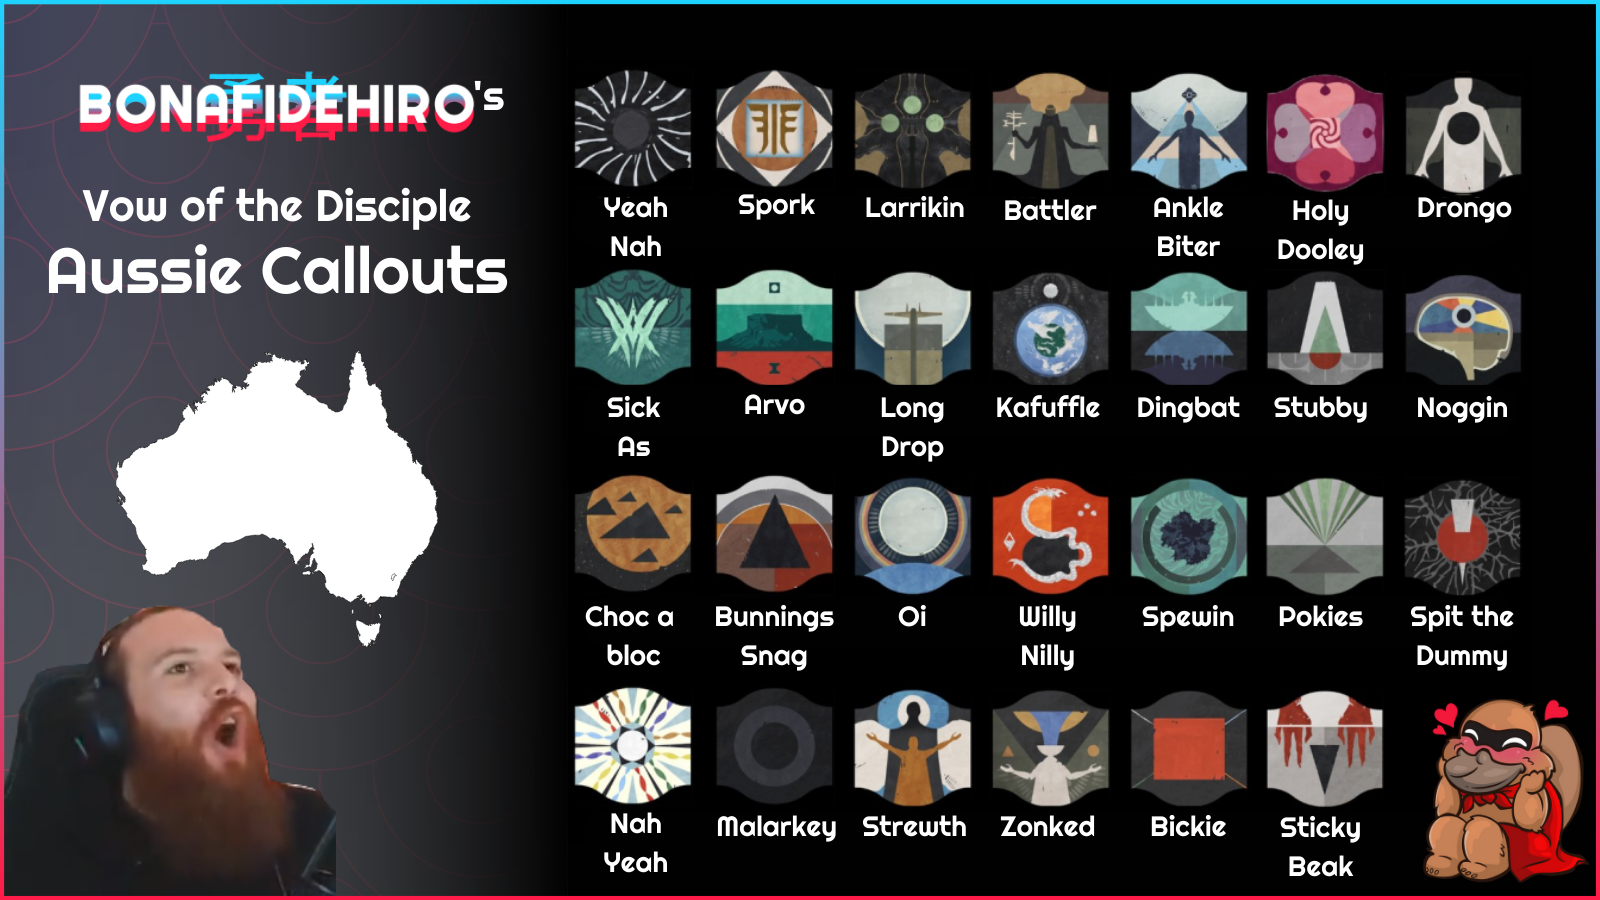 BONAFIDEHIRO's
勇者
Vow of the Disciple
Aussie Callouts
Yeah
Nah
Spork
Larrikin
Battler
Ankle
Biter
Holy
Dooley
Drongo
Sick
As
Arvo
Long
Drop
Kafuffle
Dingbat
Stubby
Noggin
Choc a
bloc
Bunnings
Snag
Oi
Willy
Nilly
Spewin
Pokies
Spit the
Dummy
Nah
Yeah
Malarkey
Strewth
Zonked
Bickie
Sticky
Beak